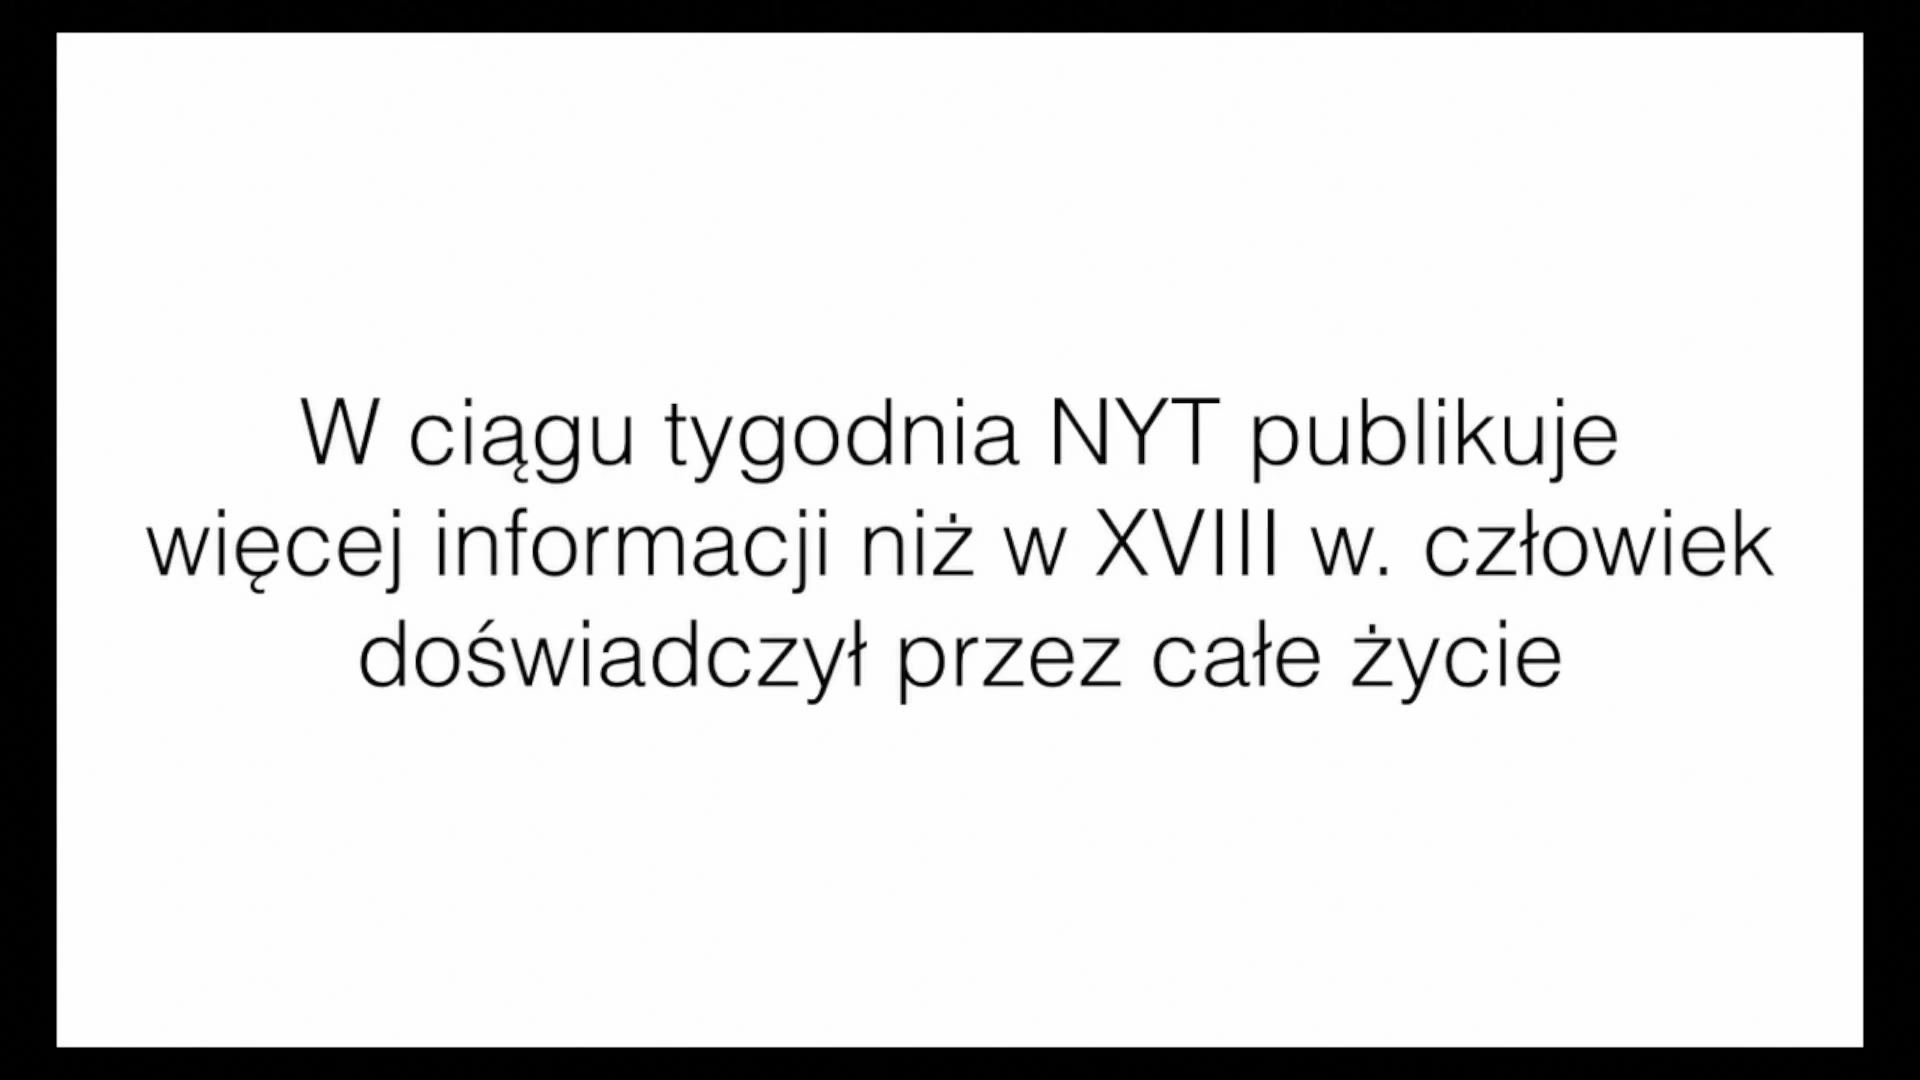 W ciągu tygodnia NYT publikuje
więcej informacji niż w XVIII w. człowiek
doświadczył przez całe życie